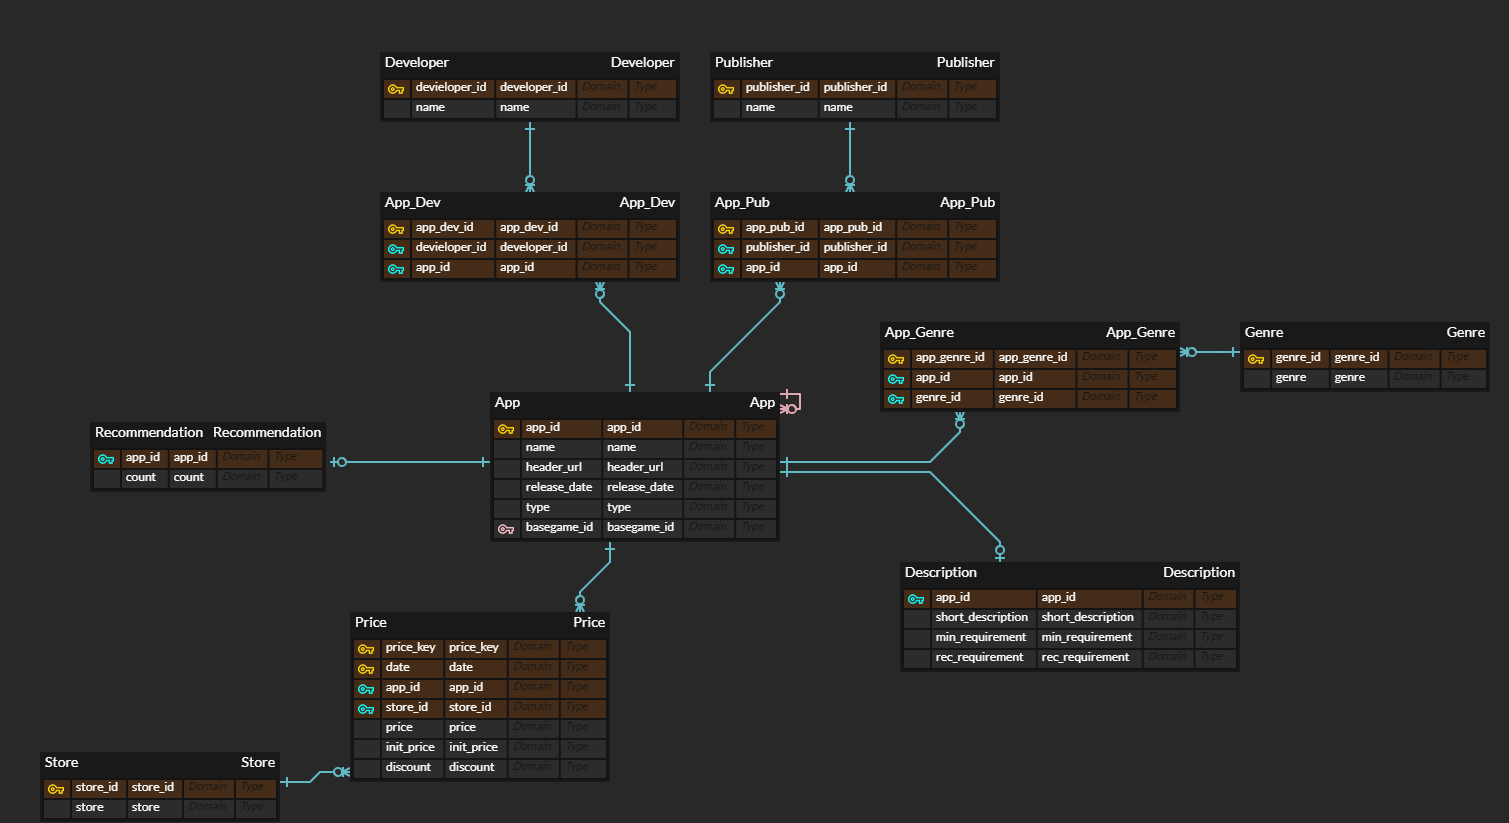 Developer Developer
devieloper_id developer_id Domain Type
name name Domain Type
Publisher Publisher
publisher_id publisher_id Domain Type
name name Domain Type
App_Dev App_Dev
app_dev_id app_dev_id Domain Type
devieloper_id developer_id Domain Type
app_id app_id Domain Type
App_Pub App_Pub
app_pub_id app_pub_id Domain Type
publisher_id publisher_id Domain Type
app_id app_id Domain Type
App_Genre App_Genre
app_genre_id app_genre_id Domain Type
app_id app_id Domain Type
genre_id genre_id Domain Type
Genre Genre
genre_id genre_id Domain Type
genre genre Domain Type
App App
app_id app_id Domain Type
name name Domain Type
header_url header_url Domain Type
release_date release_date Domain Type
type type Domain Type
basegame_id basegame_id Domain Type
Recommendation Recommendation
app_id app_id Domain Type
count count Domain Type
Description Description
app_id app_id Domain Type
short_description short_description Domain Type
min_requirement min_requirement Domain Type
rec_requirement rec_requirement Domain Type
Price Price
price_key price_key Domain Type
date date Domain Type
app_id app_id Domain Type
store_id store_id Domain Type
price price Domain Type
init_price init_price Domain Type
discount discount Domain Type
Store Store
store_id store_id Domain Type
store store Domain Type